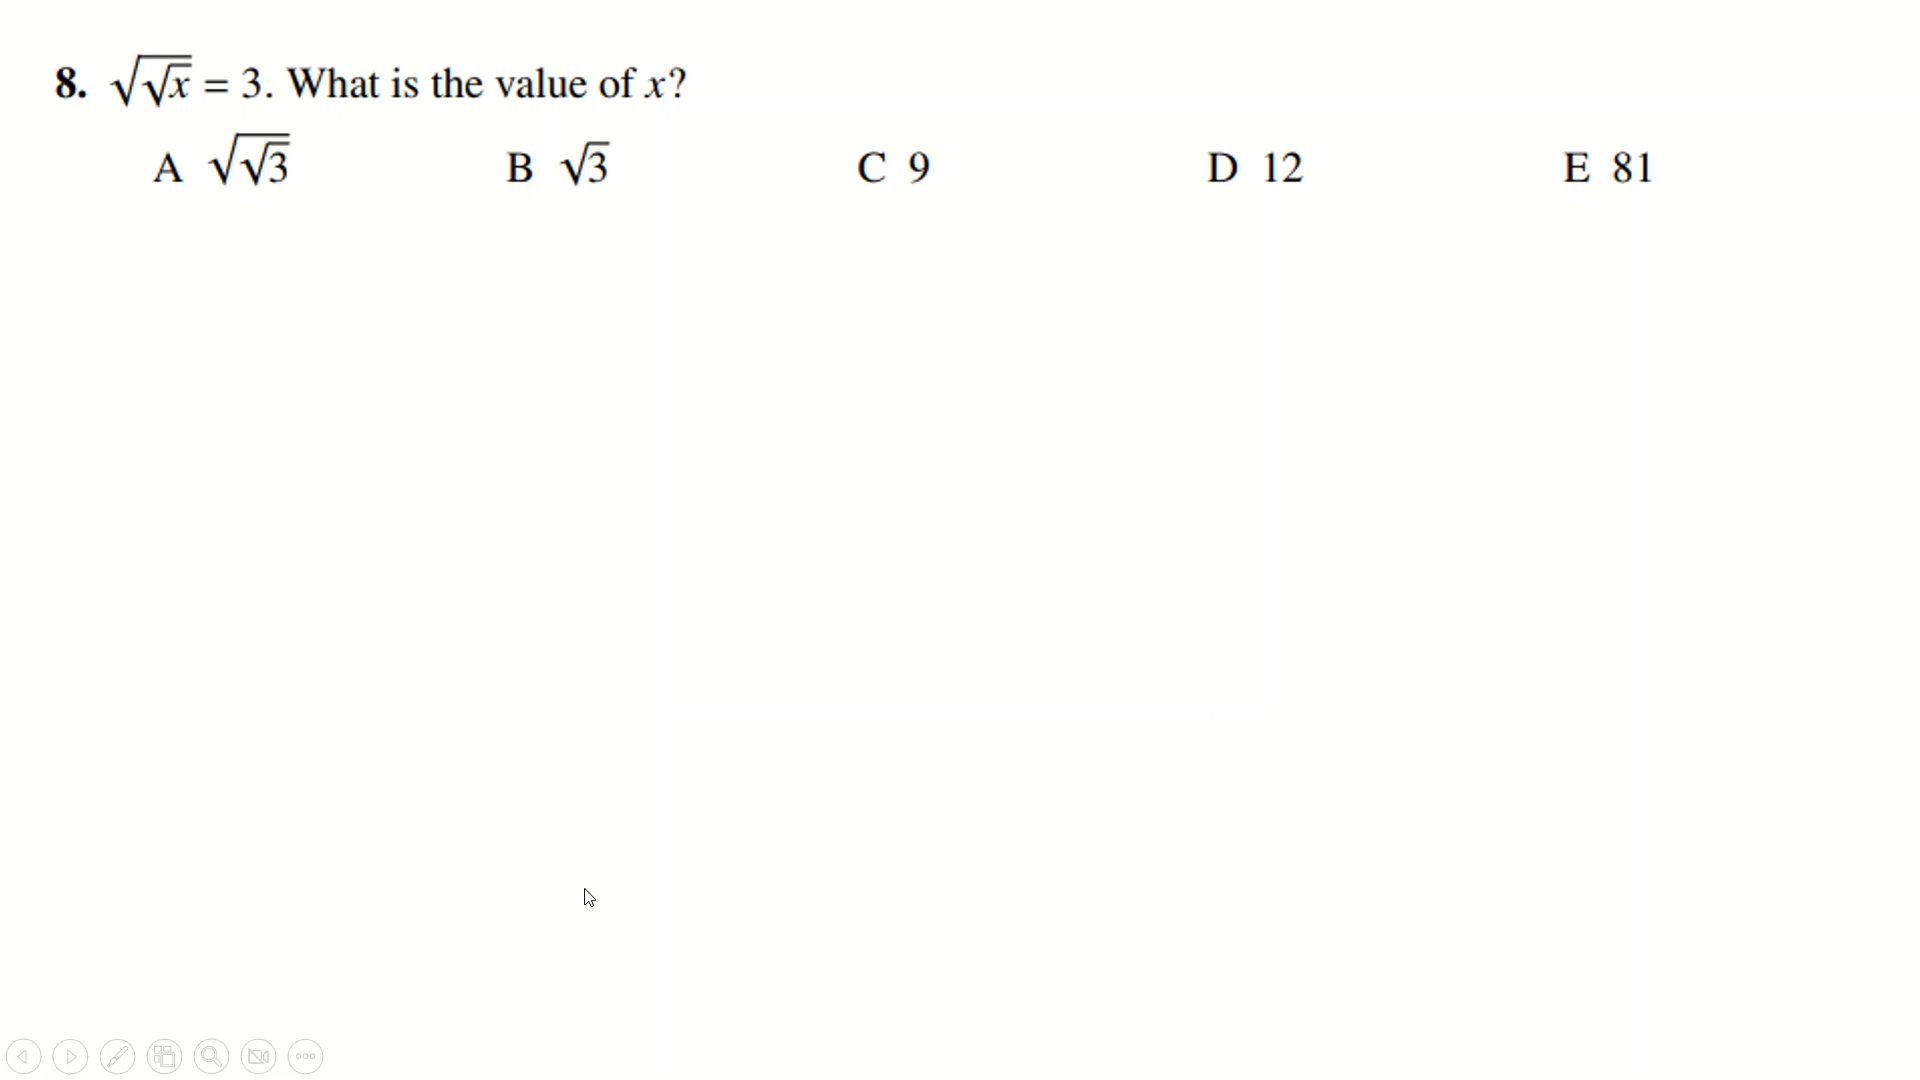 8. √√x = 3. What is the value of x?
A √√3 B √3 C 9 D 12 E 81